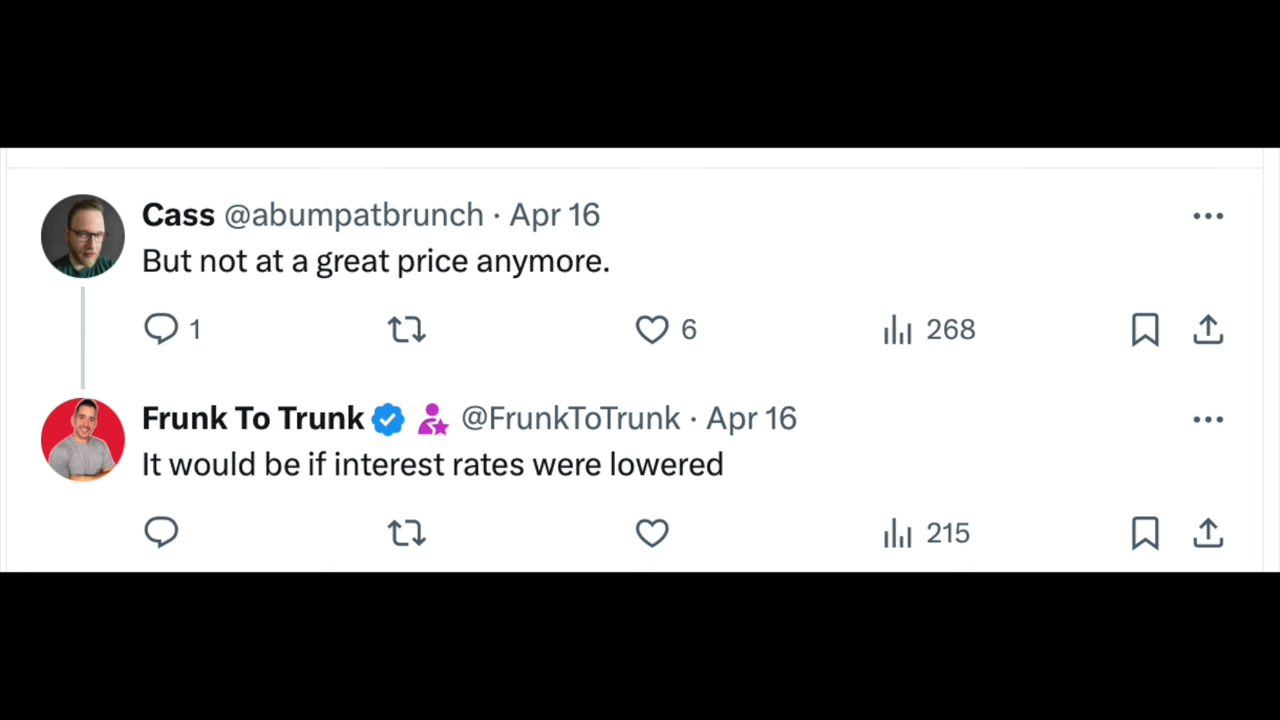 Cass @abumpatbrunch · Apr 16
But not at a great price anymore.
1 6 268
Frunk To Trunk @FrunkToTrunk · Apr 16
It would be if interest rates were lowered
215